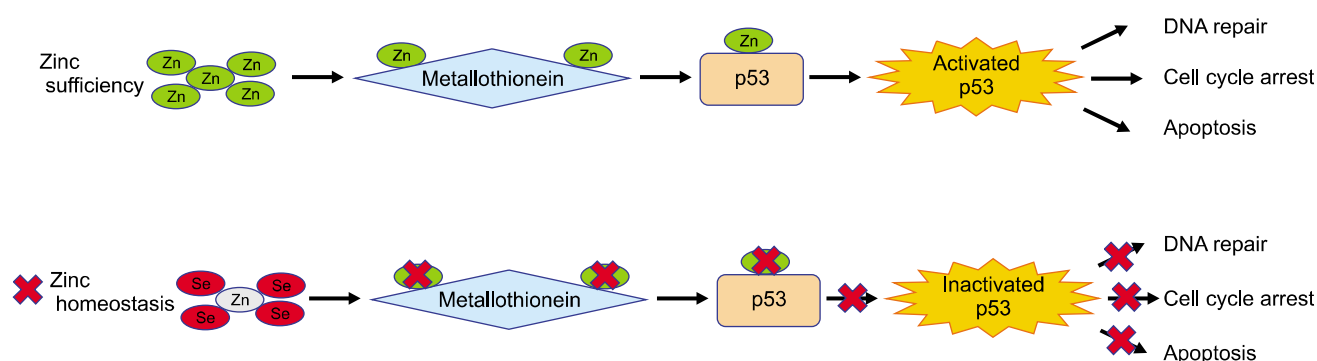 Zinc
sufficiency
Zn
Zn
Zn
Zn
Zn
Zn
Zn
Metallothionein
Zn
p53
Activated
p53
DNA repair
Cell cycle arrest
Apoptosis
Zinc
homeostasis
Se
Se
Zn
Se
Se
Metallothionein
p53
Inactivated
p53
DNA repair
Cell cycle arrest
Apoptosis